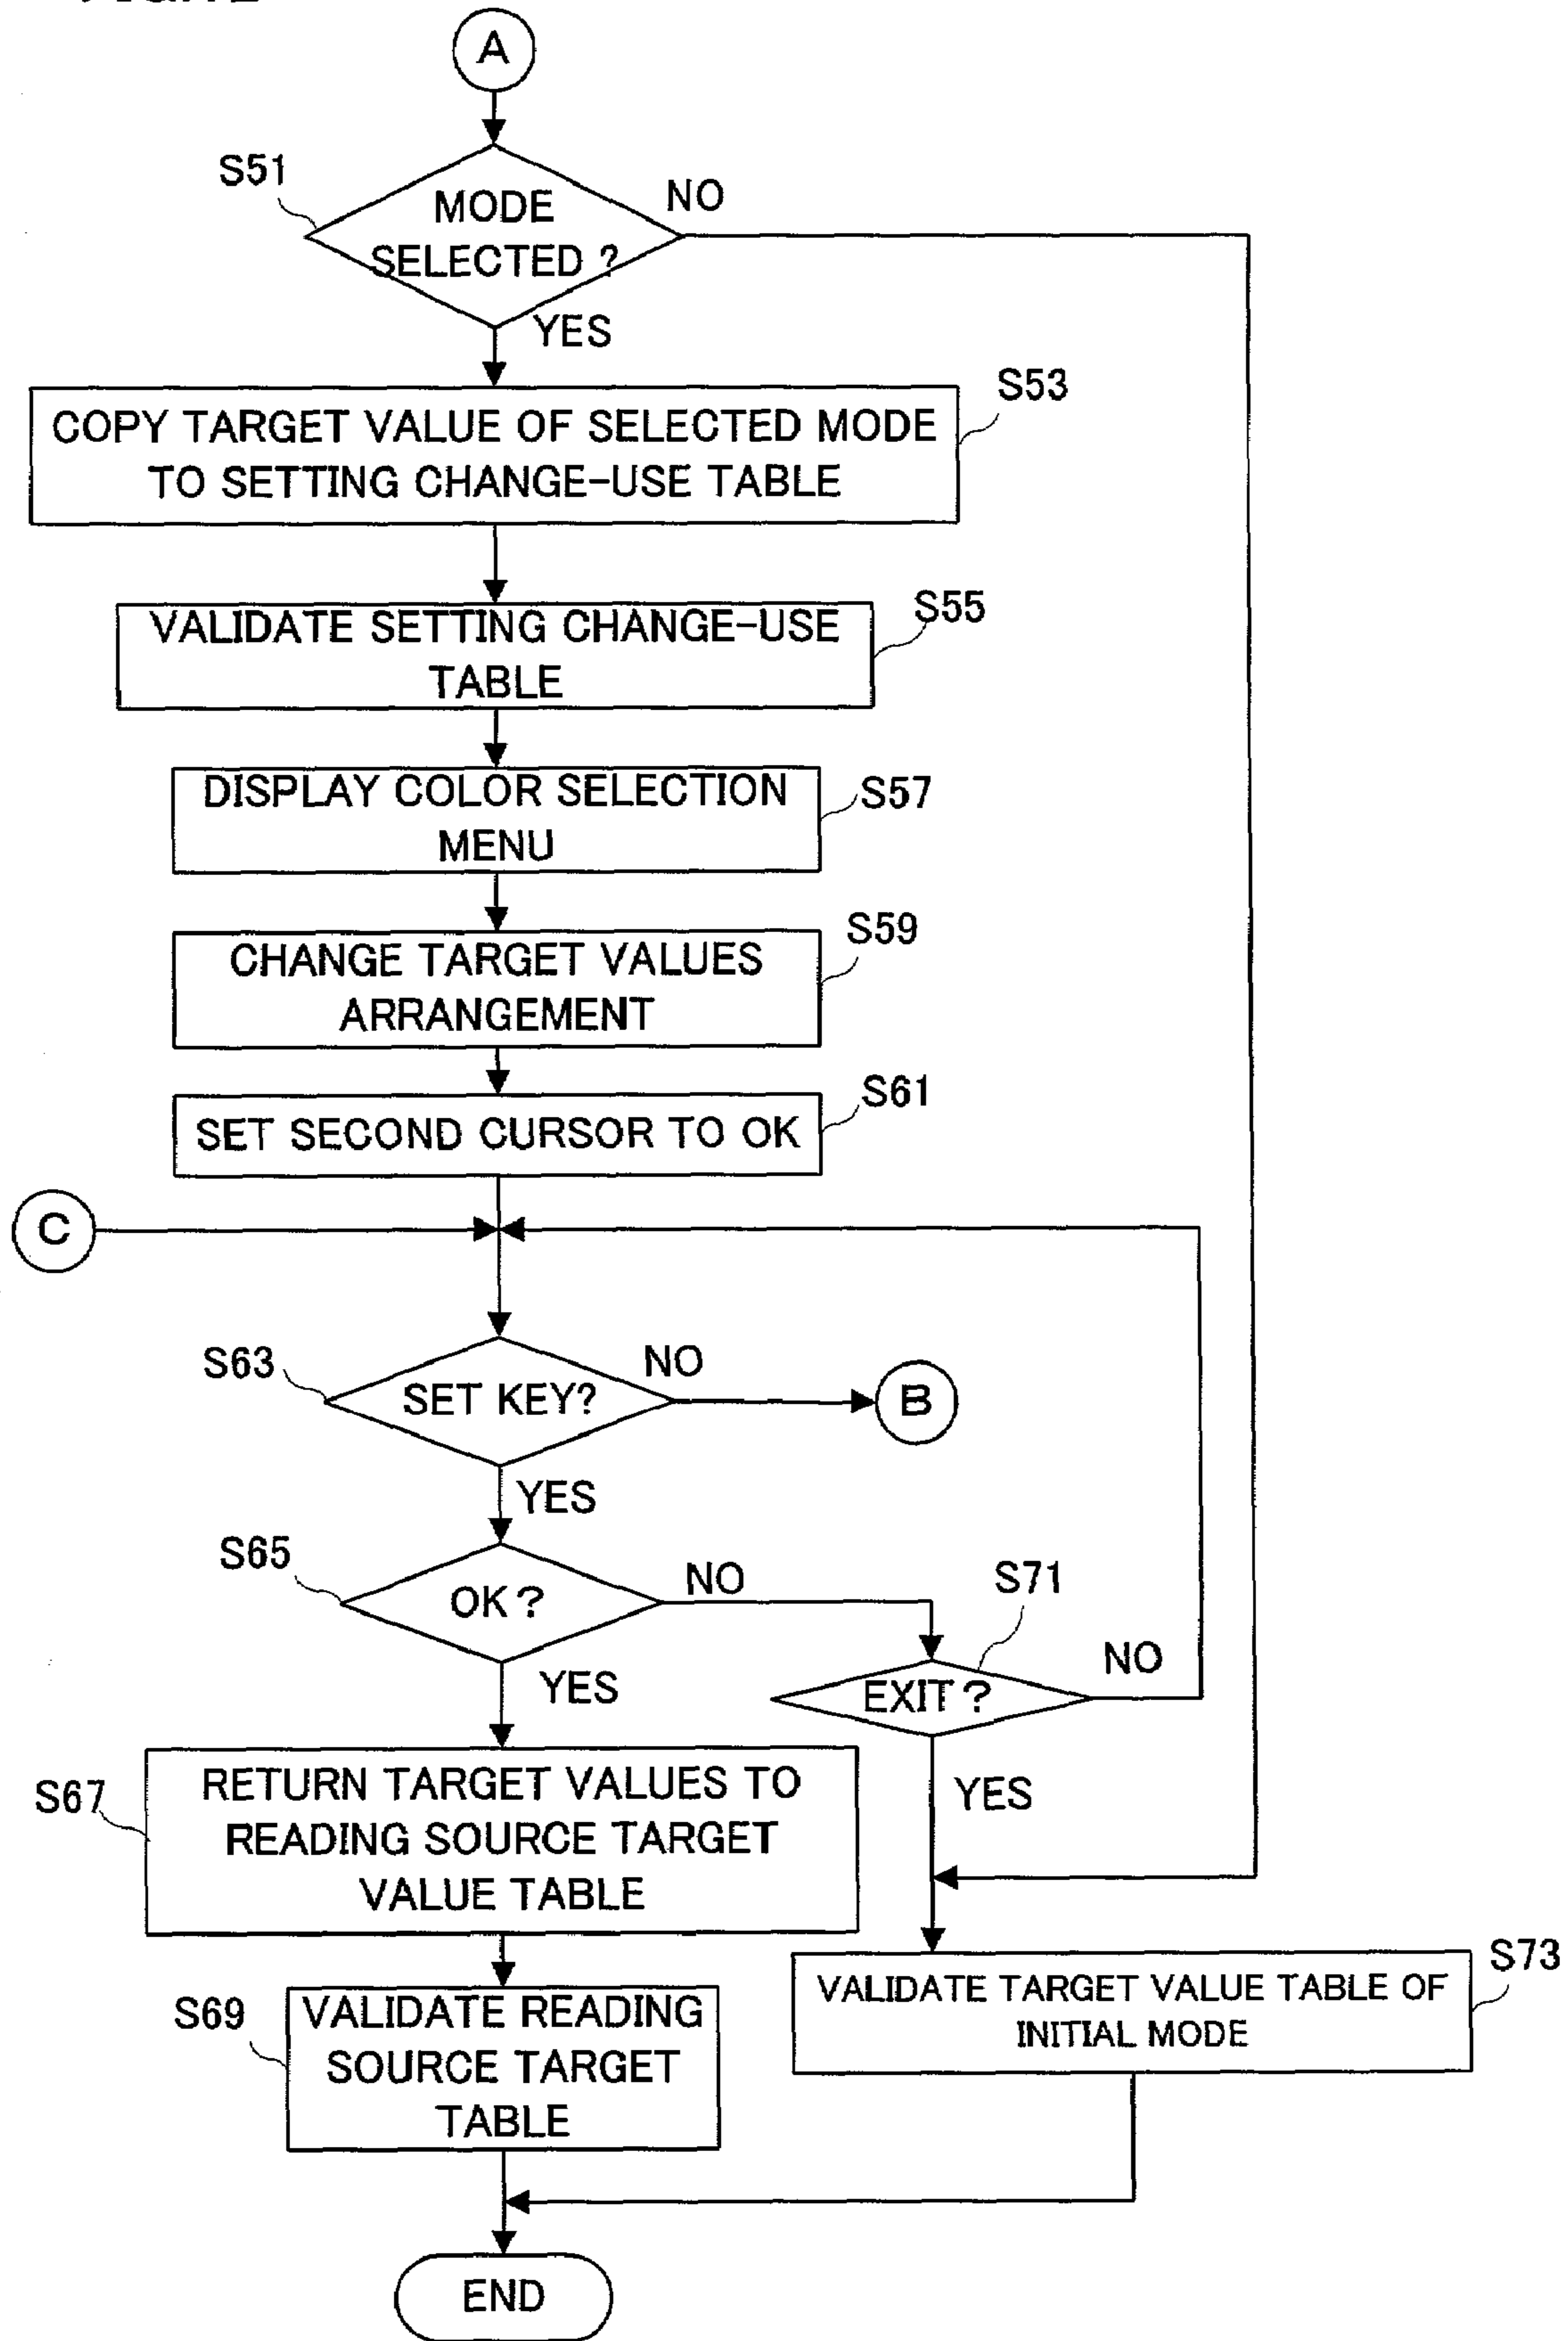 A
S51
MODE
SELECTED ?
NO
YES
S53
COPY TARGET VALUE OF SELECTED MODE
TO SETTING CHANGE-USE TABLE
S55
VALIDATE SETTING CHANGE-USE
TABLE
S57
DISPLAY COLOR SELECTION
MENU
S59
CHANGE TARGET VALUES
ARRANGEMENT
S61
SET SECOND CURSOR TO OK
C
S63
SET KEY?
NO
B
YES
S65
OK ?
NO
S71
EXIT ?
NO
YES
YES
S67
RETURN TARGET VALUES TO
READING SOURCE TARGET
VALUE TABLE
S73
VALIDATE TARGET VALUE TABLE OF
INITIAL MODE
S69
VALIDATE READING
SOURCE TARGET
TABLE
END